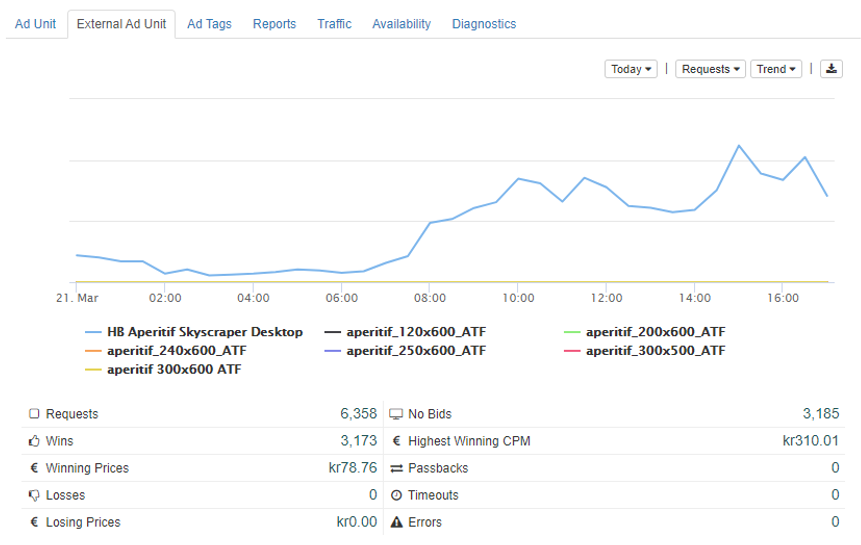 Ad Unit External Ad Unit Ad Tags Reports Traffic Availability Diagnostics
Today Requests Trend
21. Mar 02:00 04:00 06:00 08:00 10:00 12:00 14:00 16:00
HB Aperitif Skyscraper Desktop aperitif_120x600_ATF aperitif_200x600_ATF
aperitif_240x600_ATF aperitif_250x600_ATF aperitif_300x500_ATF
aperitif 300x600 ATF
Requests 6,358 No Bids 3,185
Wins 3,173 € Highest Winning CPM kr310.01
€ Winning Prices kr78.76 Passbacks 0
Losses 0 Timeouts 0
€ Losing Prices kr0.00 Errors 0